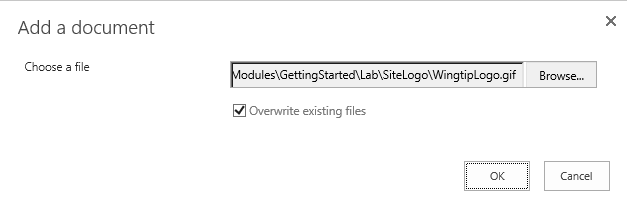 Add a document
Choose a file
Modules\GettingStarted\Lab\SiteLogo\WingtipLogo.gif
Browse...
Overwrite existing files
OK
Cancel